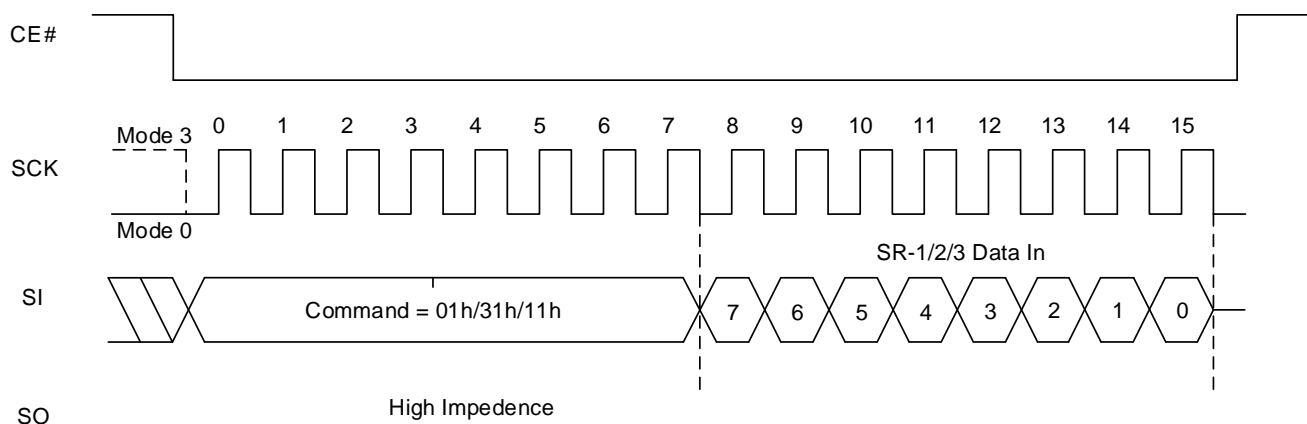 CE#
0 1 2 3 4 5 6 7 8 9 10 11 12 13 14 15
Mode 3
SCK
Mode 0
SR-1/2/3 Data In
SI
Command = 01h/31h/11h
7 6 5 4 3 2 1 0
High Impedence
SO